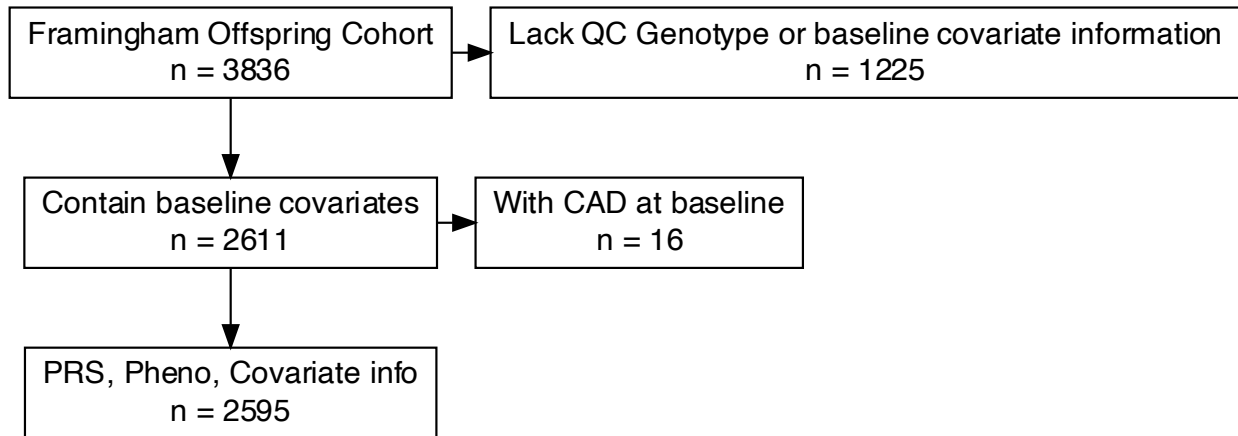 Framingham Offspring Cohort
n = 3836
Lack QC Genotype or baseline covariate information
n = 1225
Contain baseline covariates
n = 2611
With CAD at baseline
n = 16
PRS, Pheno, Covariate info
n = 2595